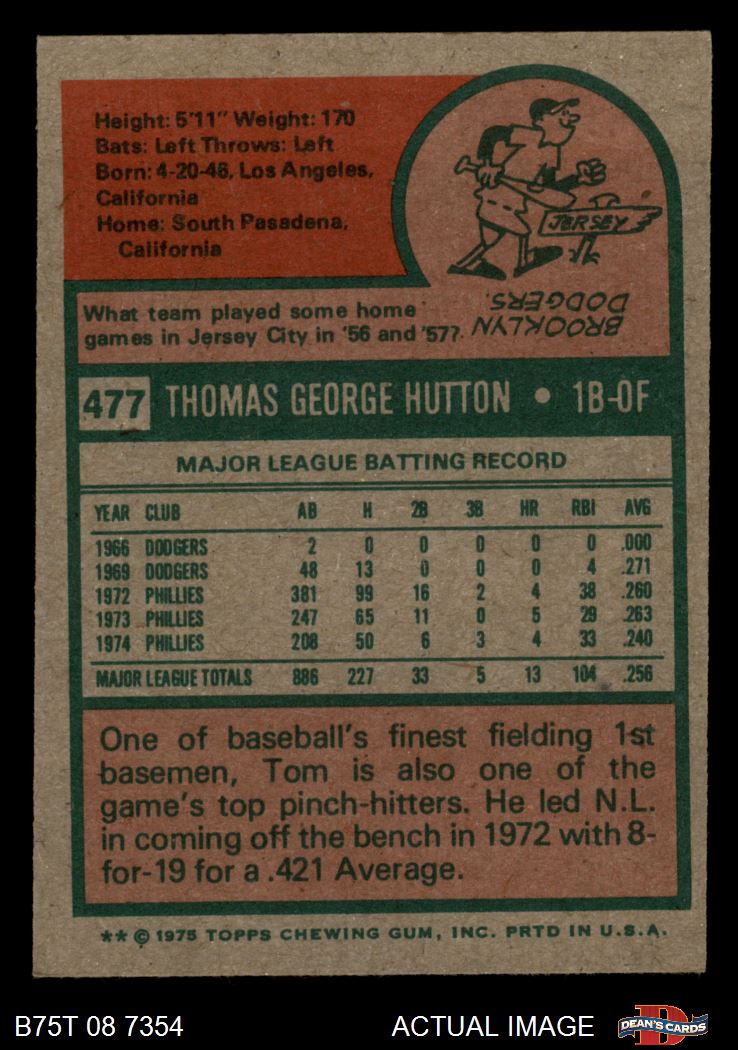 Height: 5'11" Weight: 170
Bats: Left Throws: Left
Born: 4-20-46, Los Angeles,
California
Home: South Pasadena,
California
JERSEY
What team played some home
games in Jersey City in '56 and '57?
BROOKLYN
DODGERS.
477 THOMAS GEORGE HUTTON • 1B-OF
MAJOR LEAGUE BATTING RECORD
YEAR CLUB AB H 2B 3B HR RBI AVG
1966 DODGERS 2 0 0 0 0 0 .000
1969 DODGERS 48 13 0 0 0 4 .271
1972 PHILLIES 381 99 16 2 4 38 .260
1973 PHILLIES 247 65 11 0 5 29 .263
1974 PHILLIES 208 50 6 3 4 33 .240
MAJOR LEAGUE TOTALS 886 227 33 5 13 104 .256
One of baseball's finest fielding 1st
basemen, Tom is also one of the
game's top pinch-hitters. He led N.L.
in coming off the bench in 1972 with 8-
for-19 for a .421 Average.
** © 1975 TOPPS CHEWING GUM, INC. PRTD IN U.S.A.
B75T 08 7354 ACTUAL IMAGE
D
DEAN'S CARDS